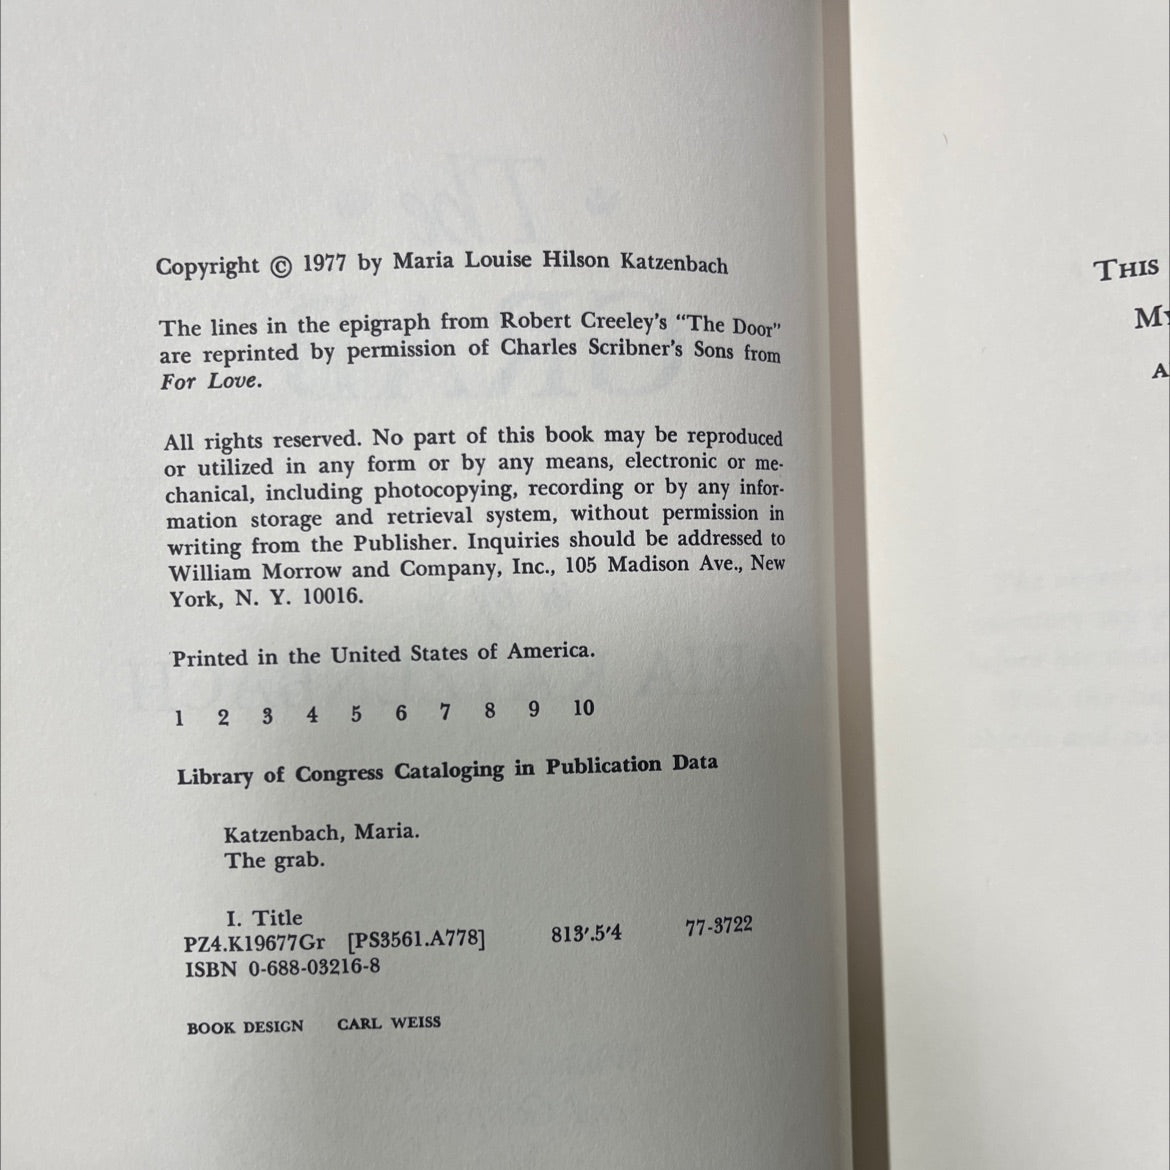 Copyright © 1977 by Maria Louise Hilson Katzenbach
The lines in the epigraph from Robert Creeley's "The Door"
are reprinted by permission of Charles Scribner's Sons from
For Love.
All rights reserved. No part of this book may be reproduced
or utilized in any form or by any means, electronic or me-
chanical, including photocopying, recording or by any infor-
mation storage and retrieval system, without permission in
writing from the Publisher. Inquiries should be addressed to
William Morrow and Company, Inc., 105 Madison Ave., New
York, N. Y. 10016.
Printed in the United States of America.
1 2 3 4 5 6 7 8 9 10
Library of Congress Cataloging in Publication Data
Katzenbach, Maria.
The grab.
I. Title
PZ4.K19677Gr [PS3561.A778] 813'.5'4 77-3722
ISBN 0-688-03216-8
BOOK DESIGN CARL WEISS
THIS